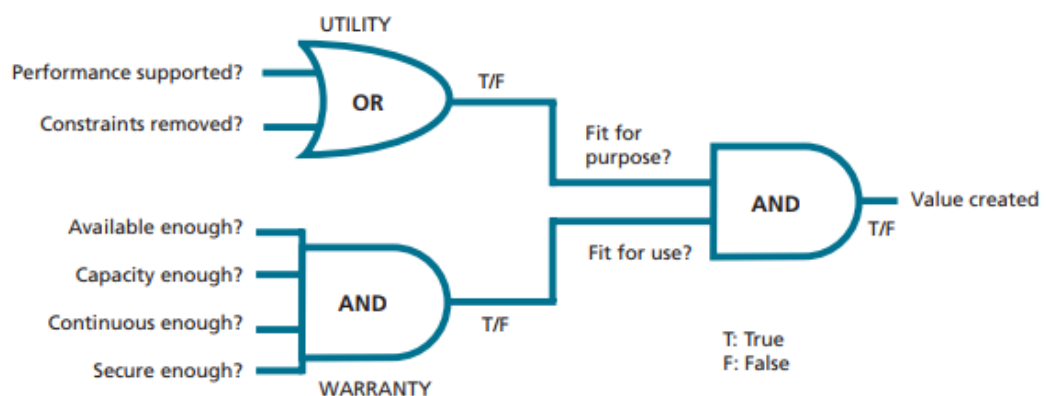 UTILITY
Performance supported?
T/F
OR
Constraints removed?
Fit for
purpose?
AND
Value created
T/F
Available enough?
Fit for use?
Capacity enough?
AND
Continuous enough?
T/F
Secure enough?
WARRANTY
T: True
F: False